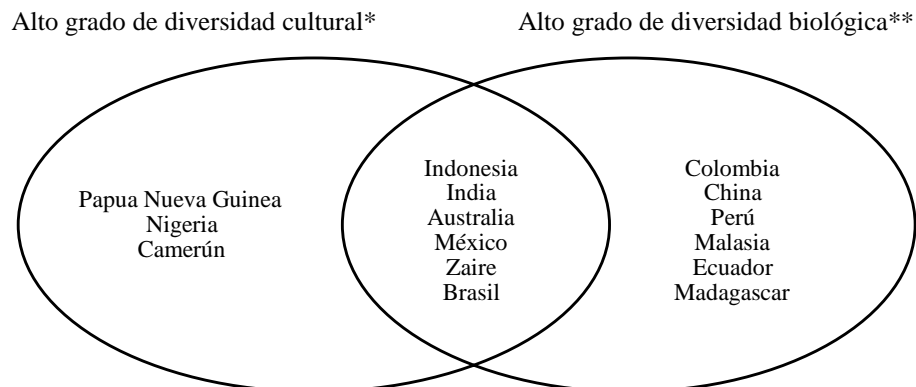 Alto grado de diversidad cultural*
Alto grado de diversidad biológica**
Papua Nueva Guinea
Nigeria
Camerún
Indonesia
India
Australia
México
Zaire
Brasil
Colombia
China
Perú
Malasia
Ecuador
Madagascar